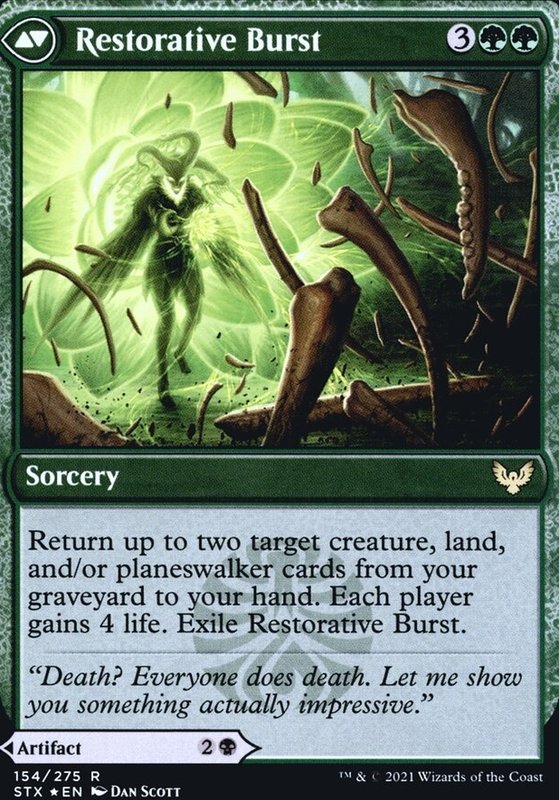 Restorative Burst 3
Sorcery
Return up to two target creature, land,
and/or planeswalker cards from your
graveyard to your hand. Each player
gains 4 life. Exile Restorative Burst.
“Death? Everyone does death. Let me show
you something actually impressive.”
Artifact 2
154/275 R
STX ★ EN Dan Scott
™ & © 2021 Wizards of the Coast